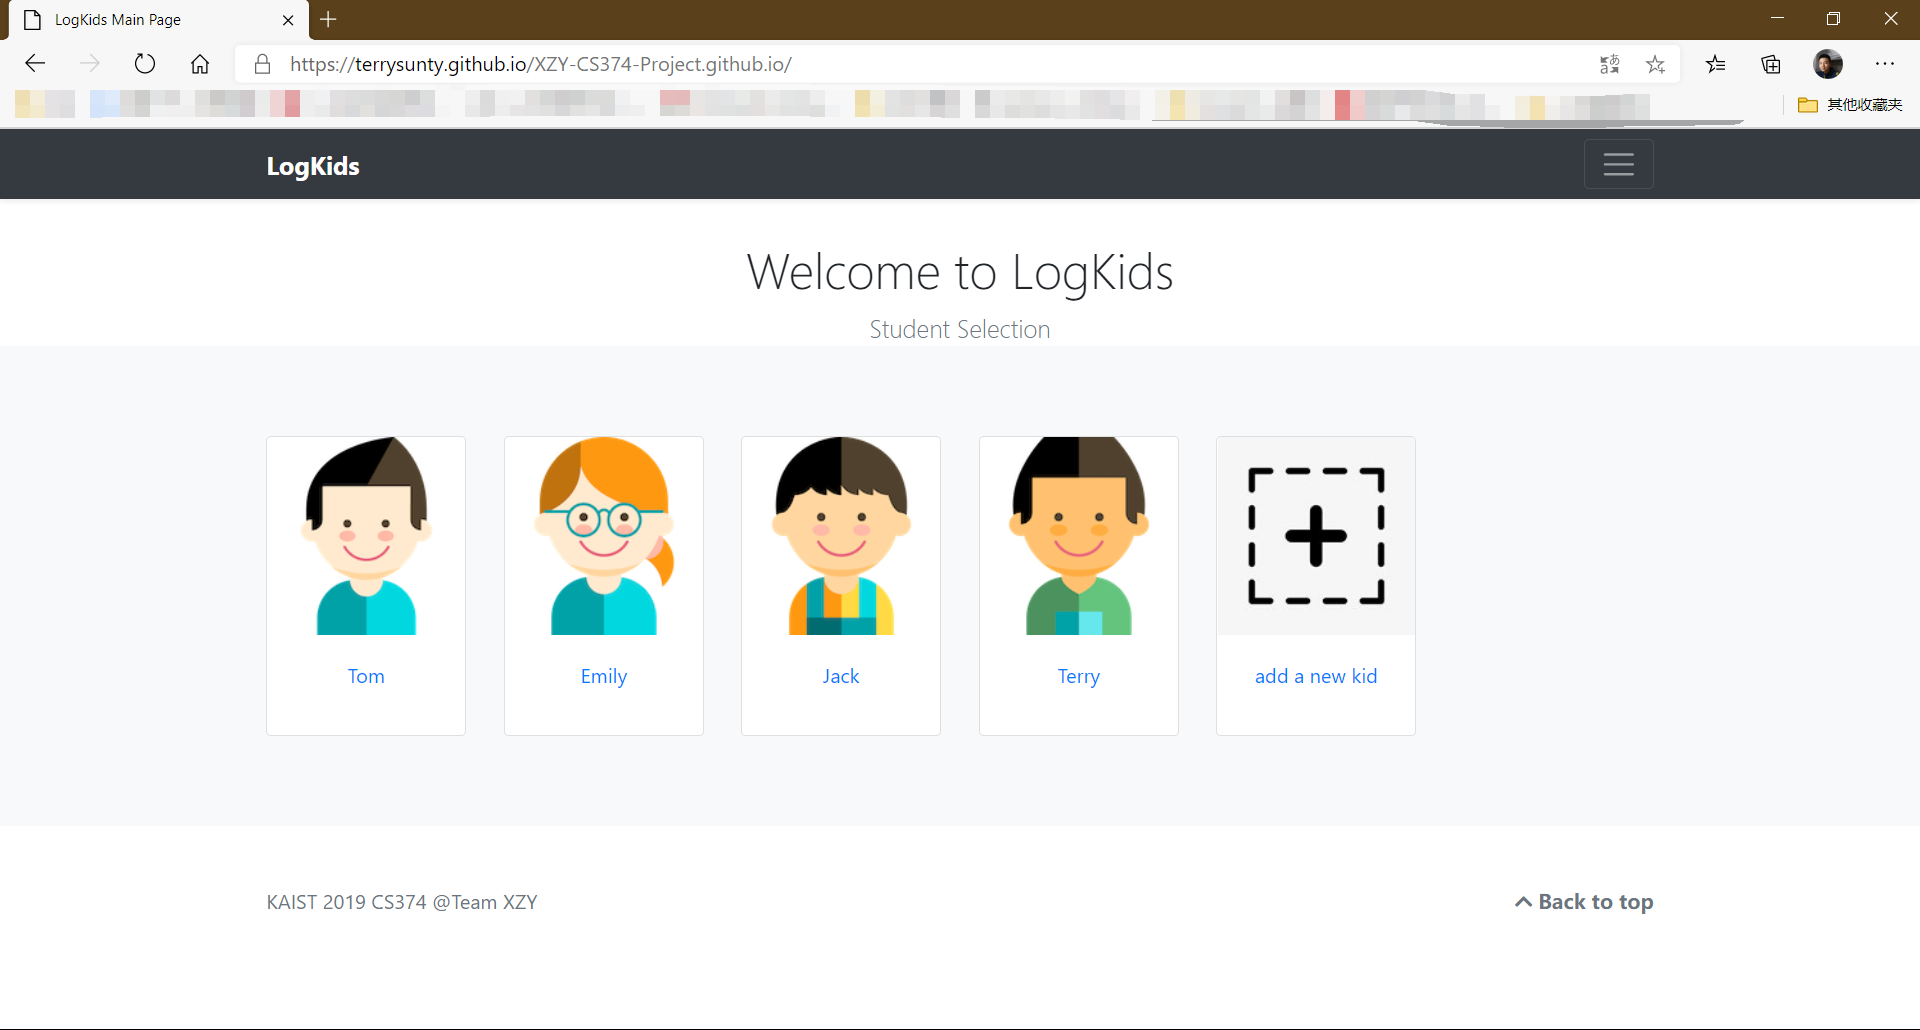 LogKids Main Page
https://terrysunty.github.io/XZY-CS374-Project.github.io/
其他收藏夹
LogKids
Welcome to LogKids
Student Selection
Tom
Emily
Jack
Terry
add a new kid
KAIST 2019 CS374 @Team XZY
Back to top